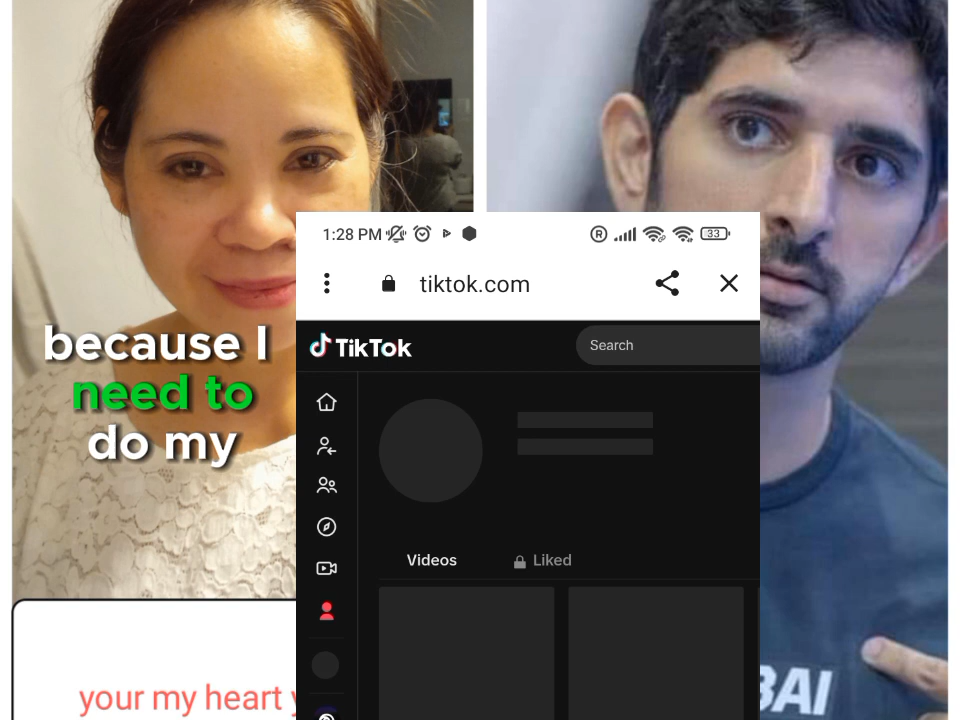 because I
need to
do my
your my heart
1:28 PM
R
33
tiktok.com
TikTok
Search
Videos
Liked
BAI